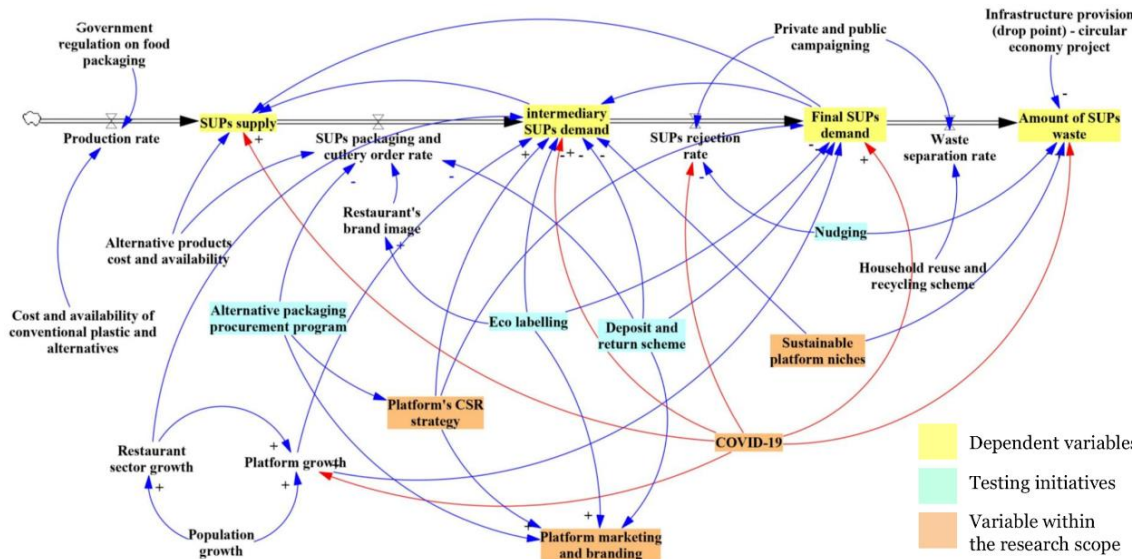 Government
regulation on food
packaging
Private and public
campaigning
Infrastructure provision
(drop point) - circular
economy project
-
Production rate
SUPs supply
+
SUPs packaging and
cutlery order rate
-
-
intermediary
SUPs demand
+
-
+
-
-
SUPs rejection
rate
-
-
Final SUPs
demand
-
-
+
Waste
separation rate
Amount of SUPs
waste
Restaurant's
brand image
+
Nudging
Alternative products
cost and availability
Household reuse and
recycling scheme
Cost and availability of
conventional plastic and
alternatives
Alternative packaging
procurement program
Eco labelling
Deposit and
return scheme
Sustainable
platform niches
Platform's CSR
strategy
COVID-19
Restaurant
sector growth
+
+
Platform growth
+
+
Population
growth
+
+
Platform marketing
and branding
Dependent variables
Testing initiatives
Variable within
the research scope